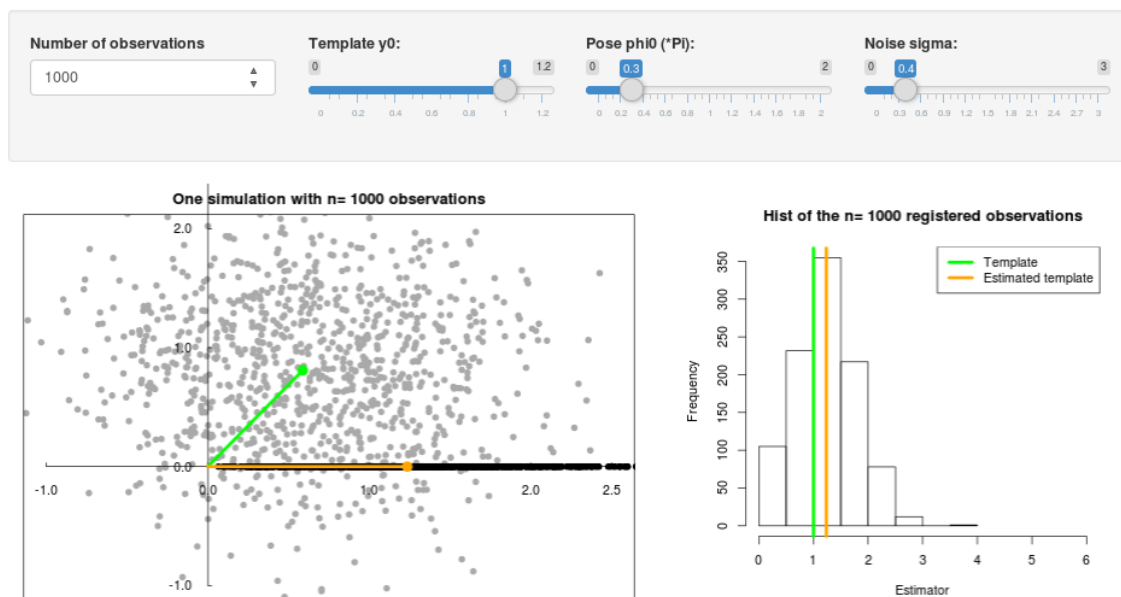 Number of observations
1000
Template y0:
0 1 1.2
0 0.2 0.4 0.6 0.8 1 1.2
Pose phi0 (*Pi):
0 0.3 2
0 0.2 0.4 0.6 0.8 1 1.2 1.4 1.6 1.8 2
Noise sigma:
0 0.4 3
0 0.3 0.6 0.9 1.2 1.5 1.8 2.1 2.4 2.7 3
One simulation with n= 1000 observations
2.0
1.0
0.0
-1.0 0.0 1.0 2.0 2.5
-1.0
Hist of the n= 1000 registered observations
Template
Estimated template
Frequency
350
300
250
200
150
100
50
0
0 1 2 3 4 5 6
Estimator